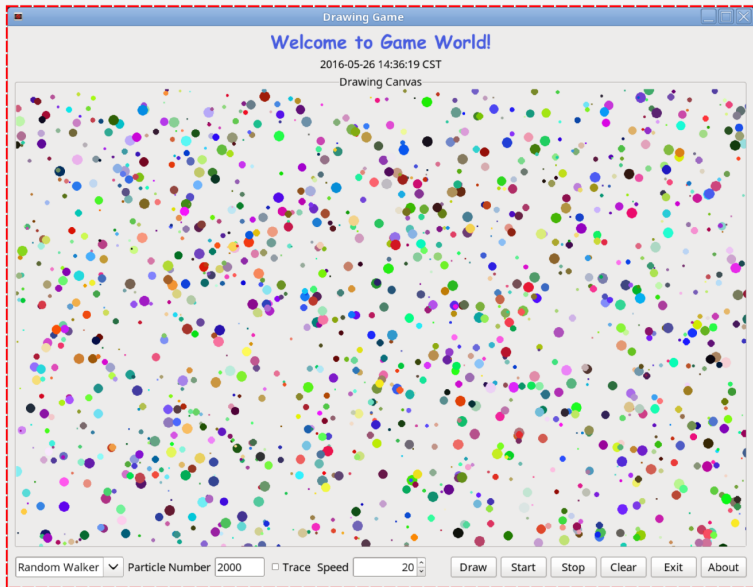 Drawing Game
Welcome to Game World!
2016-05-26 14:36:19 CST
Drawing Canvas
Random Walker Particle Number 2000 Trace Speed 20 Draw Start Stop Clear Exit About